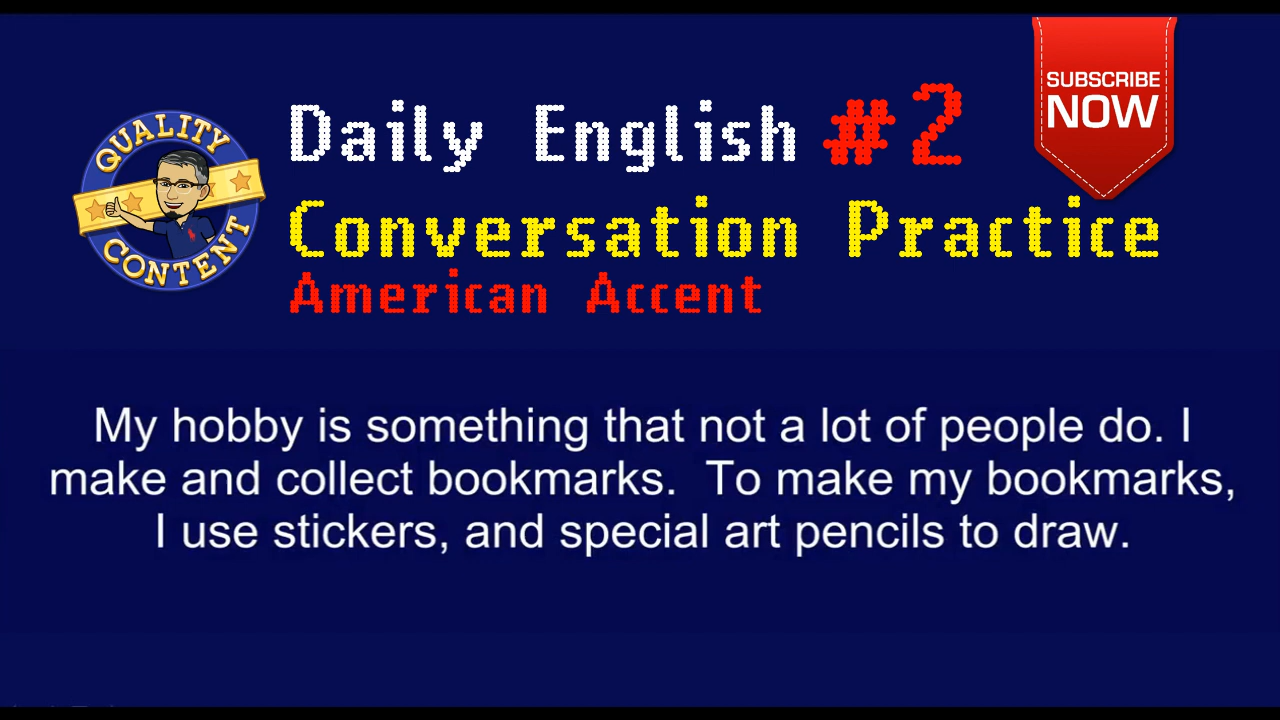 SUBSCRIBE
NOW
QUALITY
CONTENT
Daily English #2
Conversation Practice
American Accent
My hobby is something that not a lot of people do. I
make and collect bookmarks.  To make my bookmarks,
I use stickers, and special art pencils to draw.